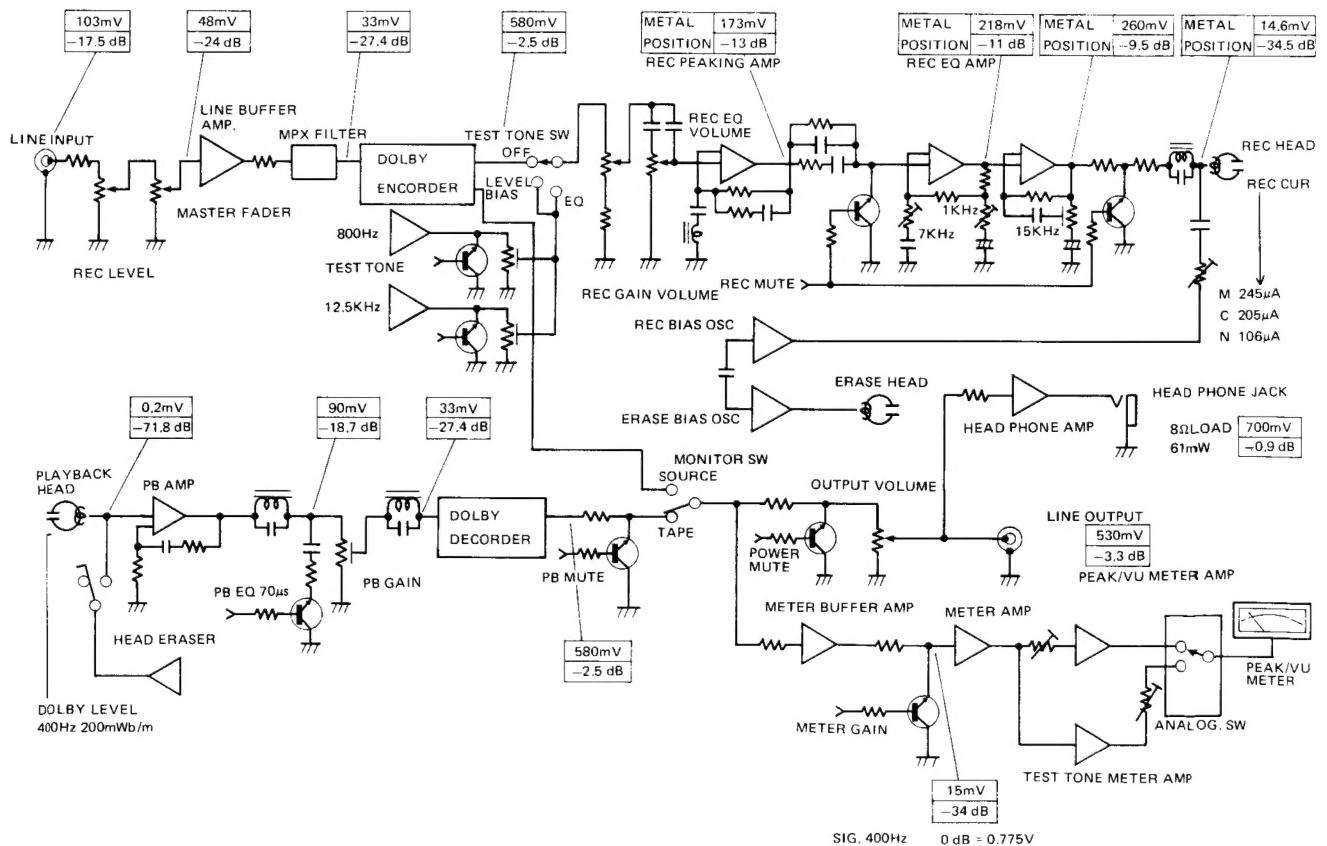 103mV
−17.5 dB
48mV
−24 dB
33mV
−27.4 dB
580mV
−2.5 dB
METAL POSITION
173mV
−13 dB
REC PEAKING AMP
METAL POSITION
218mV
−11 dB
REC EQ AMP
METAL POSITION
260mV
−9.5 dB
METAL POSITION
14.6mV
−34.5 dB
LINE INPUT
LINE BUFFER AMP.
MPX FILTER
DOLBY ENCORDER
TEST TONE SW
OFF
LEVEL
BIAS
EQ
REC EQ VOLUME
REC HEAD
REC CUR
MASTER FADER
REC LEVEL
800Hz
TEST TONE
12.5KHz
REC GAIN VOLUME
REC MUTE
7KHz
1KHz
15KHz
M 245μA
C 205μA
N 106μA
REC BIAS OSC
ERASE BIAS OSC
ERASE HEAD
HEAD PHONE AMP
HEAD PHONE JACK
8ΩLOAD
61mW
700mV
−0.9 dB
0.2mV
−71.8 dB
90mV
−18.7 dB
33mV
−27.4 dB
PLAYBACK HEAD
PB AMP
PB EQ 70μs
PB GAIN
DOLBY DECORDER
MONITOR SW
SOURCE
TAPE
PB MUTE
580mV
−2.5 dB
OUTPUT VOLUME
POWER MUTE
LINE OUTPUT
530mV
−3.3 dB
PEAK/VU METER AMP
HEAD ERASER
DOLBY LEVEL
400Hz 200mWb/m
METER BUFFER AMP
METER AMP
METER GAIN
PEAK/VU METER
ANALOG. SW
TEST TONE METER AMP
15mV
−34 dB
SIG, 400Hz 0 dB = 0.775V